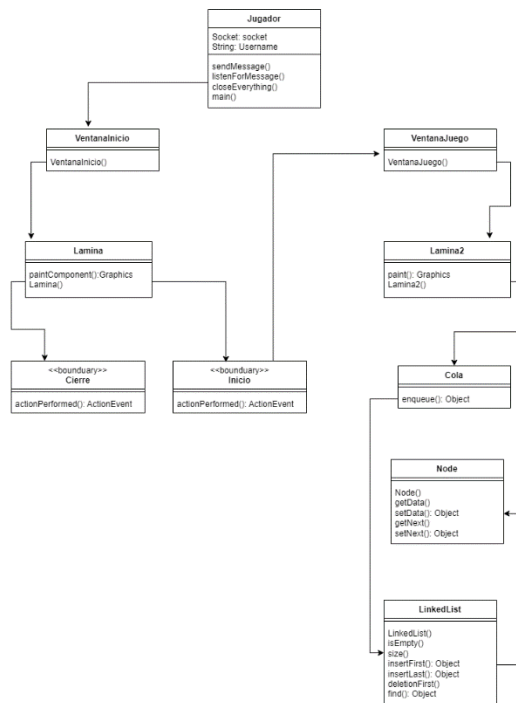 Jugador
Socket: socket
String: Username
sendMessage()
listenForMessage()
closeEverything()
main()
VentanaInicio
VentanaInicio()
VentanaJuego
VentanaJuego()
Lamina
paintComponent():Graphics
Lamina()
Lamina2
paint(): Graphics
Lamina2()
<<bounduary>>
Cierre
actionPerformed(): ActionEvent
<<bounduary>>
Inicio
actionPerformed(): ActionEvent
Cola
enqueue(): Object
Node
Node()
getData()
setData(): Object
getNext()
setNext(): Object
LinkedList
LinkedList()
isEmpty()
size()
insertFirst(): Object
insertLast(): Object
deletionFirst()
find(): Object